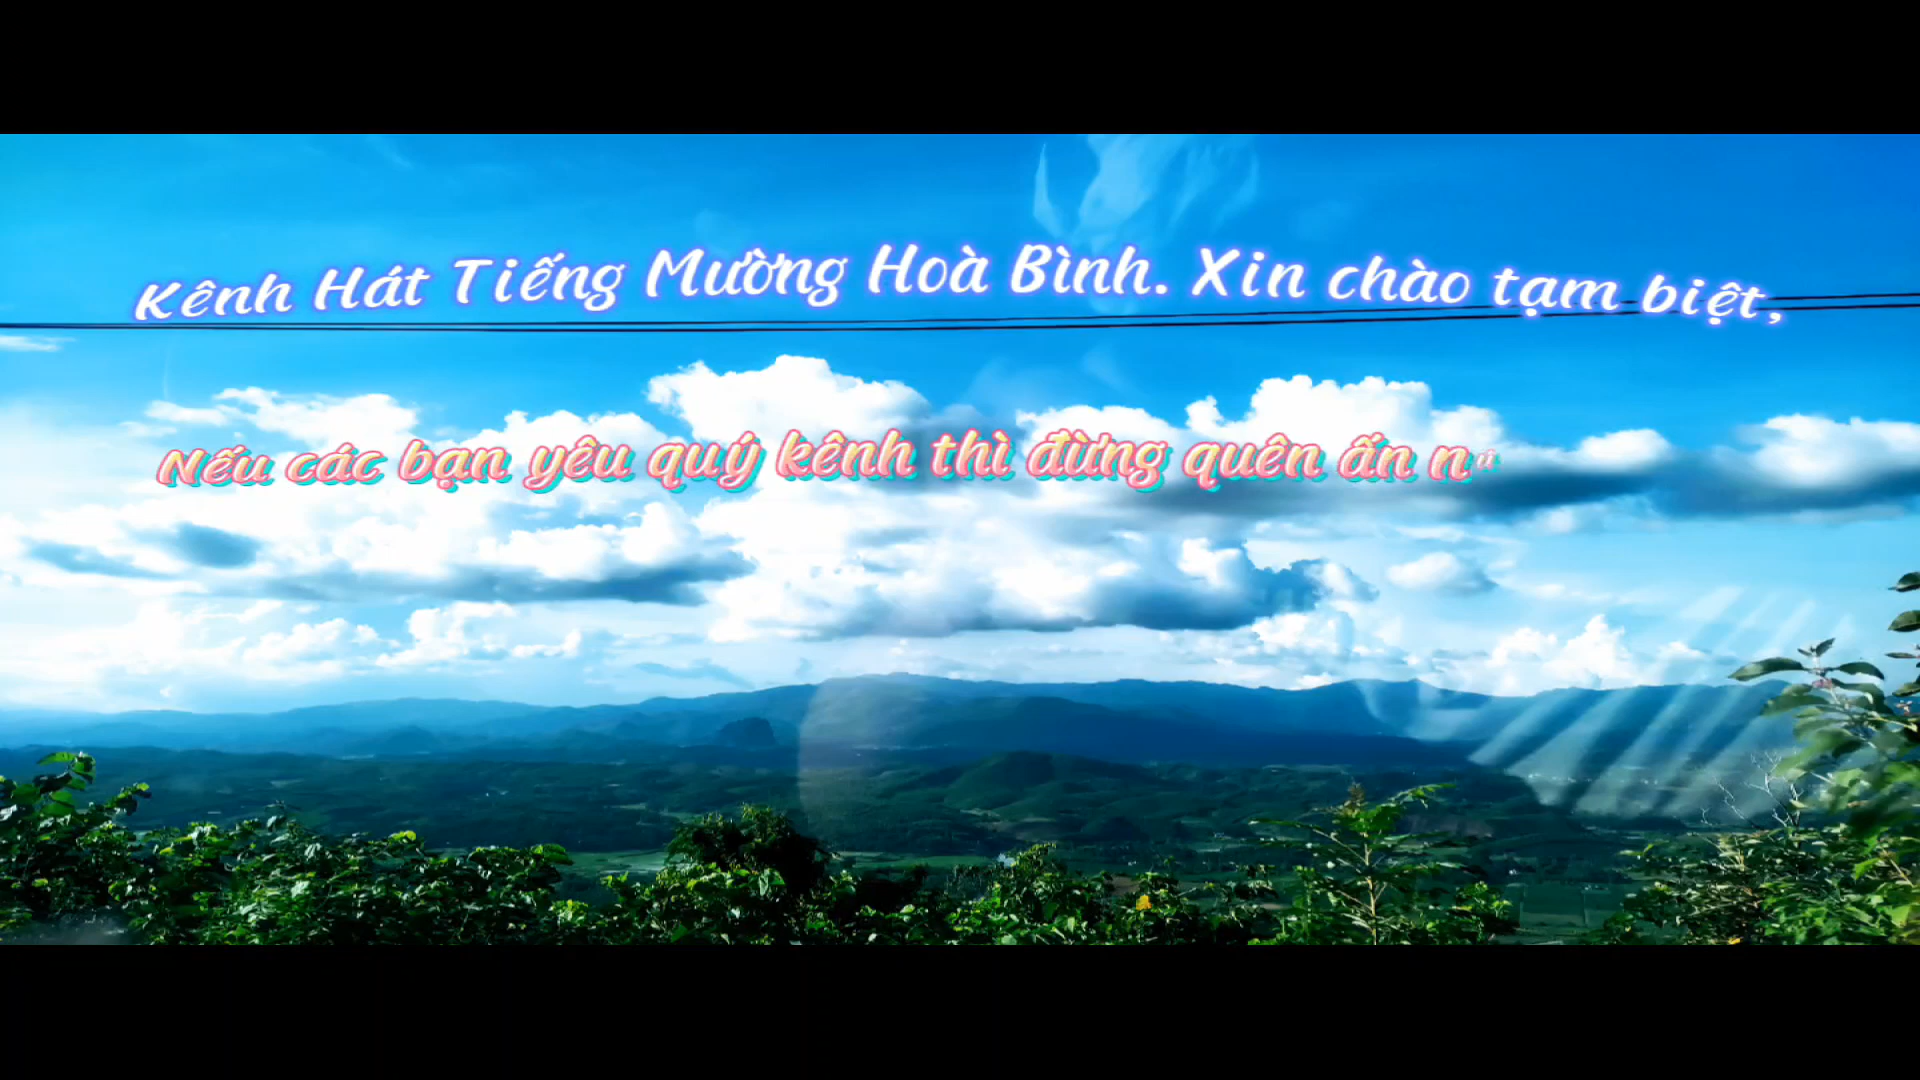 Kênh Hát Tiếng Mường Hoà Bình. Xin chào tạm biệt,
Nếu các bạn yêu quý kênh thì đừng quên ấn